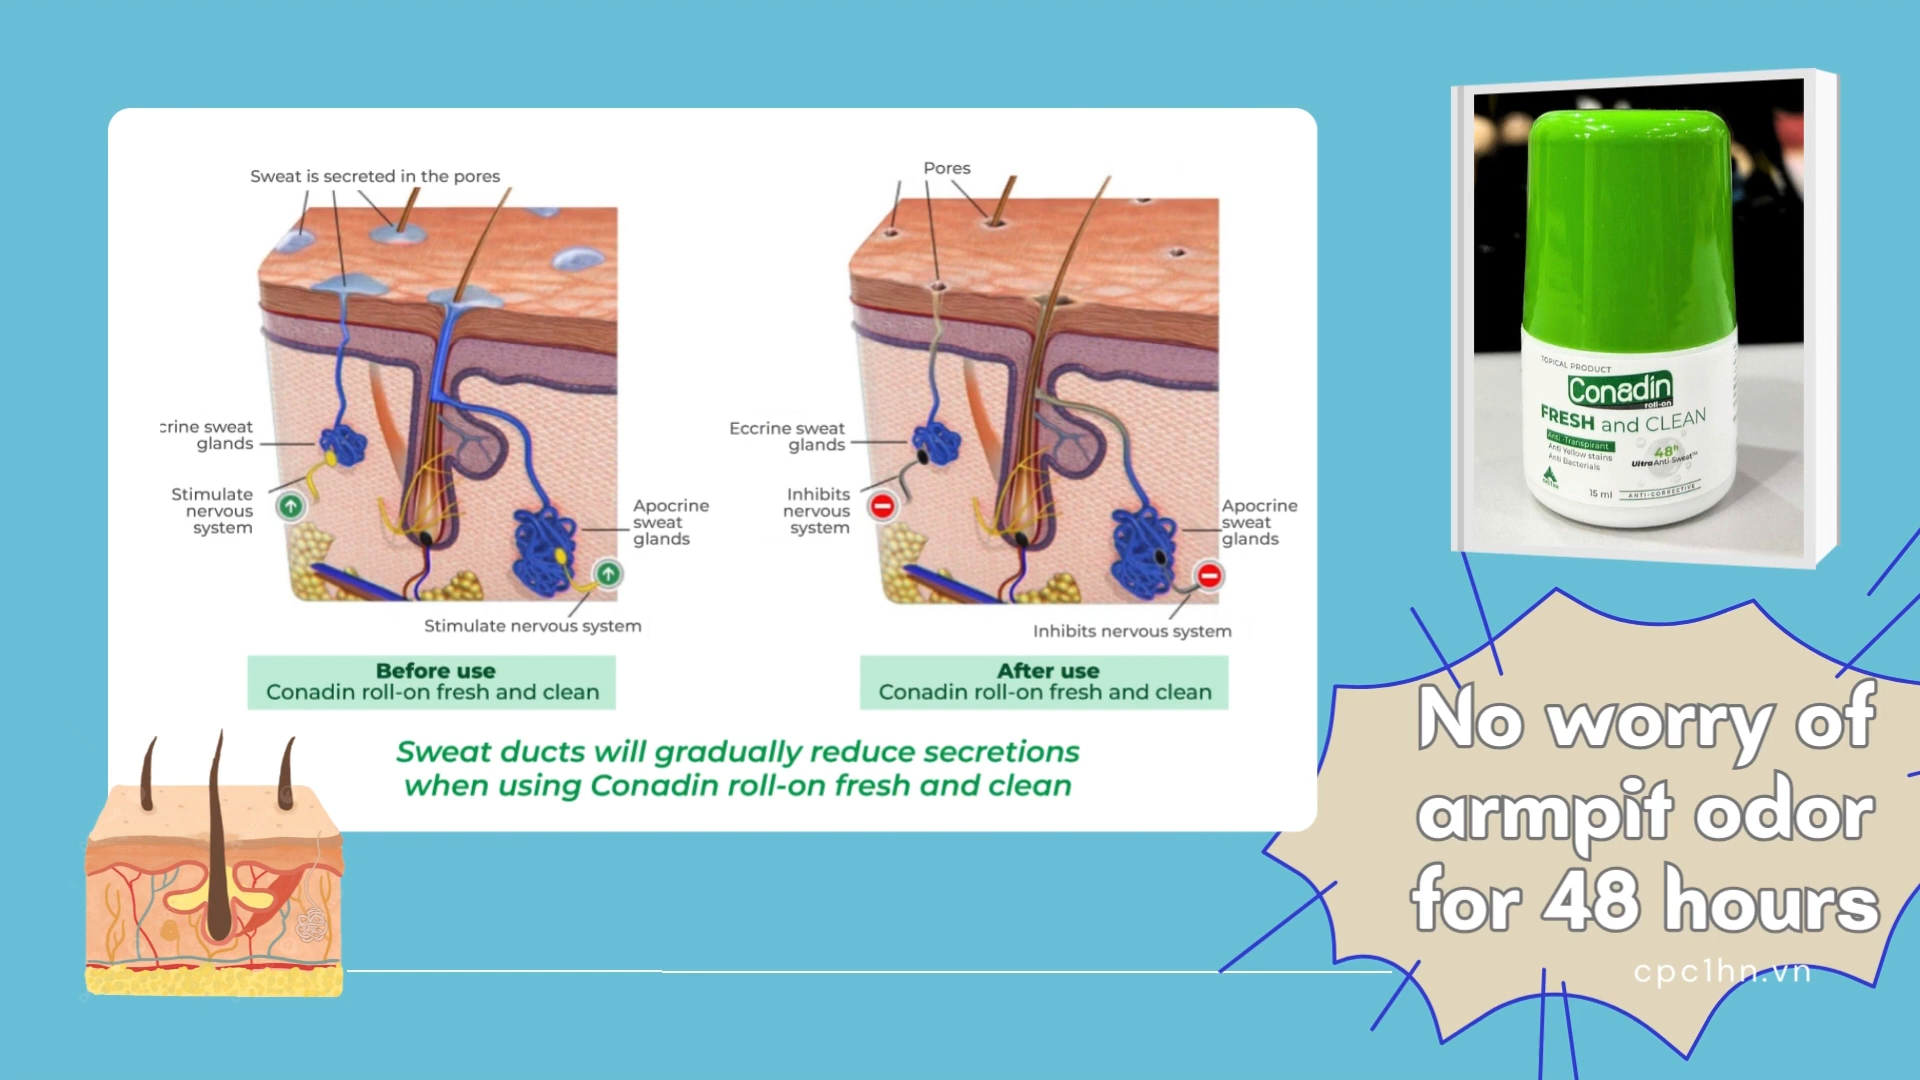 Sweat is secreted in the pores
crine sweat
glands
Stimulate
nervous
system
Apocrine
sweat
glands
Stimulate nervous system
Before use
Conadin roll-on fresh and clean
Pores
Eccrine sweat
glands
Inhibits
nervous
system
Apocrine
sweat
glands
Inhibits nervous system
After use
Conadin roll-on fresh and clean
Sweat ducts will gradually reduce secretions
when using Conadin roll-on fresh and clean
TOPICAL PRODUCT
Conadin
roll-on
FRESH and CLEAN
Anti-Transpirant
Anti Yellow stains
Anti Bacterials
48h
Ultra Anti-Sweat™
15 ml
ANTI-CORRECTIVE
No worry of
armpit odor
for 48 hours
cpc1hn.vn